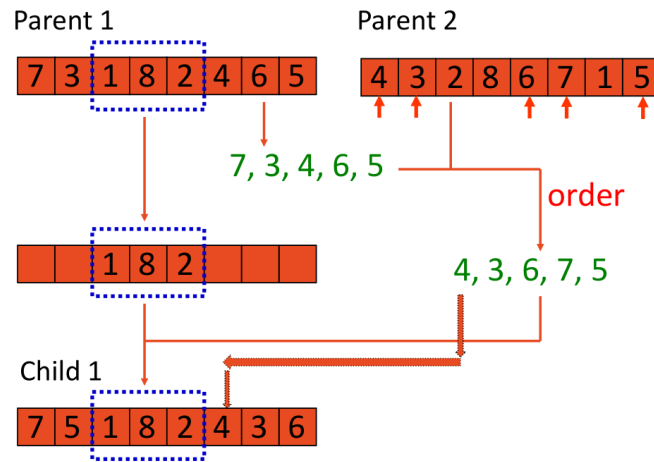 Parent 1
Parent 2
7 3 1 8 2 4 6 5
4 3 2 8 6 7 1 5
7, 3, 4, 6, 5
order
1 8 2
4, 3, 6, 7, 5
Child 1
7 5 1 8 2 4 3 6